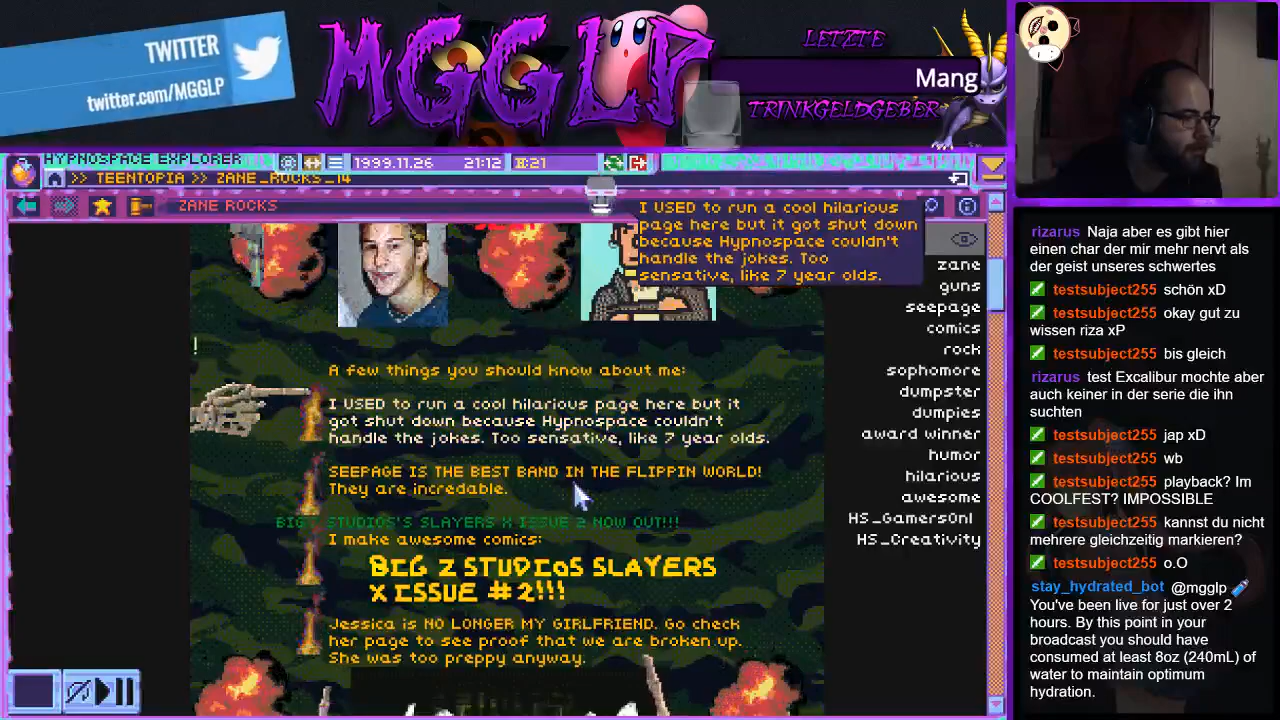 TWITTER
twitter.com/MGGLP
MGGLP
LETZTE
Mang
TRINKGELDGEBER
HYPNOSPACE EXPLORER
1999.11.26
21:12
>> TEENTOPIA >> ZANE_ROCKS_14
ZANE ROCKS
I USED to run a cool hilarious
page here but it got shut down
because Hypnospace couldn't
handle the jokes. Too
sensative, like 7 year olds.
!
A few things you should know about me:
I USED to run a cool hilarious page here but it
got shut down because Hypnospace couldn't
handle the jokes. Too sensative, like 7 year olds.
SEEPAGE IS THE BEST BAND IN THE FLIPPIN WORLD!
They are incredable.
BIG Z STUDIOS'S SLAYERS X ISSUE 2 NOW OUT!!!
I make awesome comics:
BIG Z STUDIOS SLAYERS
X ISSUE #2!!!
Jessica is NO LONGER MY GIRLFRIEND. Go check
her page to see proof that we are broken up.
She was too preppy anyway.
zane
guns
seepage
comics
rock
sophomore
dumpster
dumpies
award winner
humor
hilarious
awesome
HS_GamersOnl
HS_Creativity
rizarus Naja aber es gibt hier
einen char der mir mehr nervt als
der geist unseres schwertes
testsubject255 schön xD
testsubject255 okay gut zu
wissen riza xP
testsubject255 bis gleich
rizarus test Excalibur mochte aber
auch keiner in der serie die ihn
suchten
testsubject255 jap xD
testsubject255 wb
testsubject255 playback? Im
COOLFEST? IMPOSSIBLE
testsubject255 kannst du nicht
mehrere gleichzeitig markieren?
testsubject255 o.O
stay_hydrated_bot @mgglp
You've been live for just over 2
hours. By this point in your
broadcast you should have
consumed at least 8oz (240mL) of
water to maintain optimum
hydration.